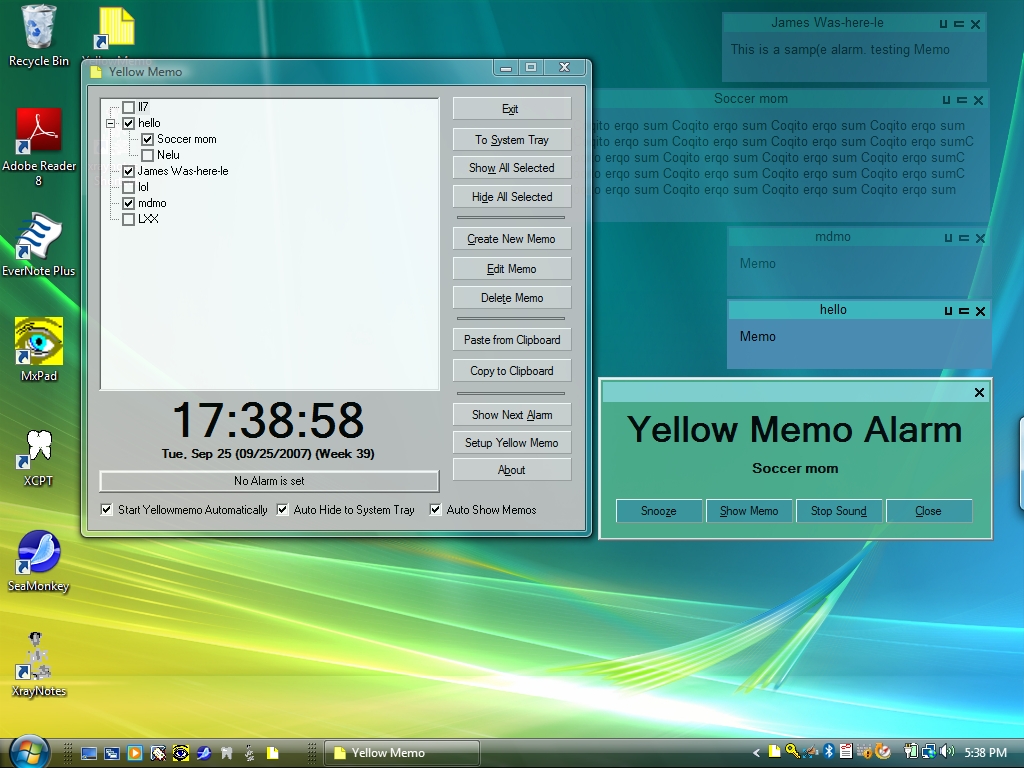 Recycle Bin
Adobe Reader
8
EverNote Plus
MxPad
XCPT
SeaMonkey
XrayNotes
Yellow Memo
ll7
hello
Soccer mom
Nelu
James Was-here-le
lol
mdmo
LXX
17:38:58
Tue, Sep 25 (09/25/2007) (Week 39)
No Alarm is set
Start Yellowmemo Automatically
Auto Hide to System Tray
Auto Show Memos
Exit
To System Tray
Show All Selected
Hide All Selected
Create New Memo
Edit Memo
Delete Memo
Paste from Clipboard
Copy to Clipboard
Show Next Alarm
Setup Yellow Memo
About
James Was-here-le
This is a samp(e alarm. testing Memo
Soccer mom
erqo sum Coqito erqo sum Coqito erqo sum Coqito erqo sum
erqo sum Coqito erqo sum Coqito erqo sum Coqito erqo sumC
erqo sum Coqito erqo sum Coqito erqo sum Coqito erqo sumC
erqo sum Coqito erqo sum Coqito erqo sum Coqito erqo sumC
erqo sum Coqito erqo sum Coqito erqo sum Coqito erqo sum
mdmo
Memo
hello
Memo
Yellow Memo Alarm
Soccer mom
Snooze
Show Memo
Stop Sound
Close
Yellow Memo
5:38 PM